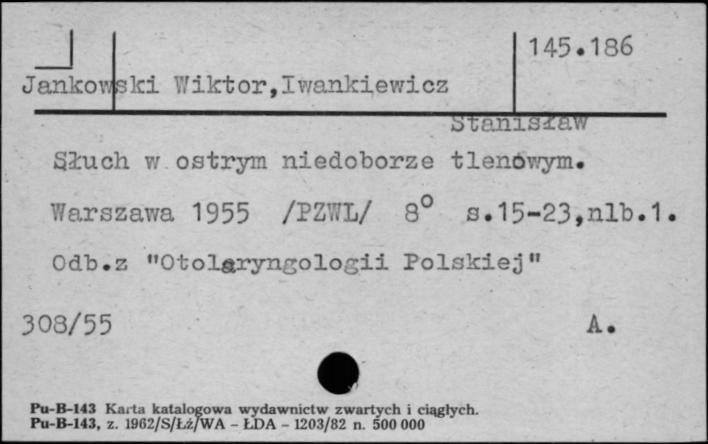 145.186
Jankowski Wiktor,Iwankiewicz
Stanisław
Słuch w ostrym niedoborze tlenowym.
Warszawa 1955 /PZWL/ 8° s.15-23,nlb.1.
Odb.z "Otolaryngologii Polskiej"
308/55 A.
Pu-B-143 Karta katalogowa wydawnictw zwartych i ciągłych.
Pu-B-143, z. 1962/S/Łź/WA - ŁDA - 1203/82 n. 500 000